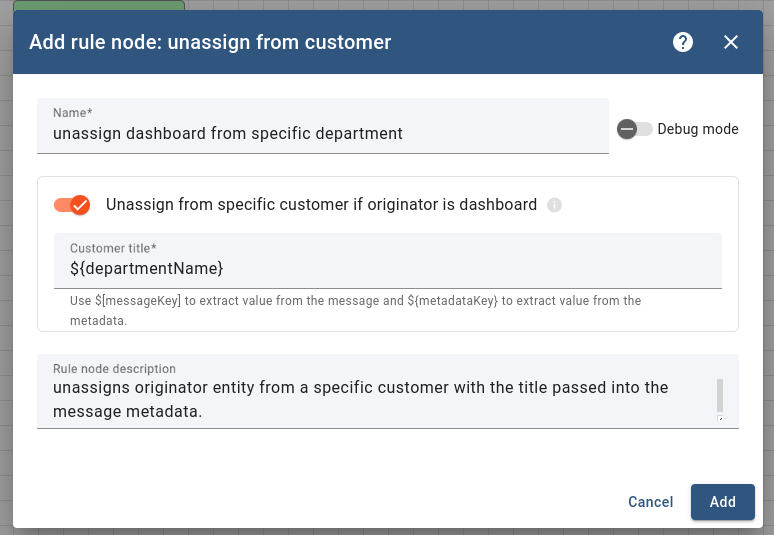 Add rule node: unassign from customer
Name*
unassign dashboard from specific department
Debug mode
Unassign from specific customer if originator is dashboard
Customer title*
${departmentName}
Use $[messageKey] to extract value from the message and ${metadataKey} to extract value from the
metadata.
Rule node description
unassigns originator entity from a specific customer with the title passed into the
message metadata.
Cancel
Add